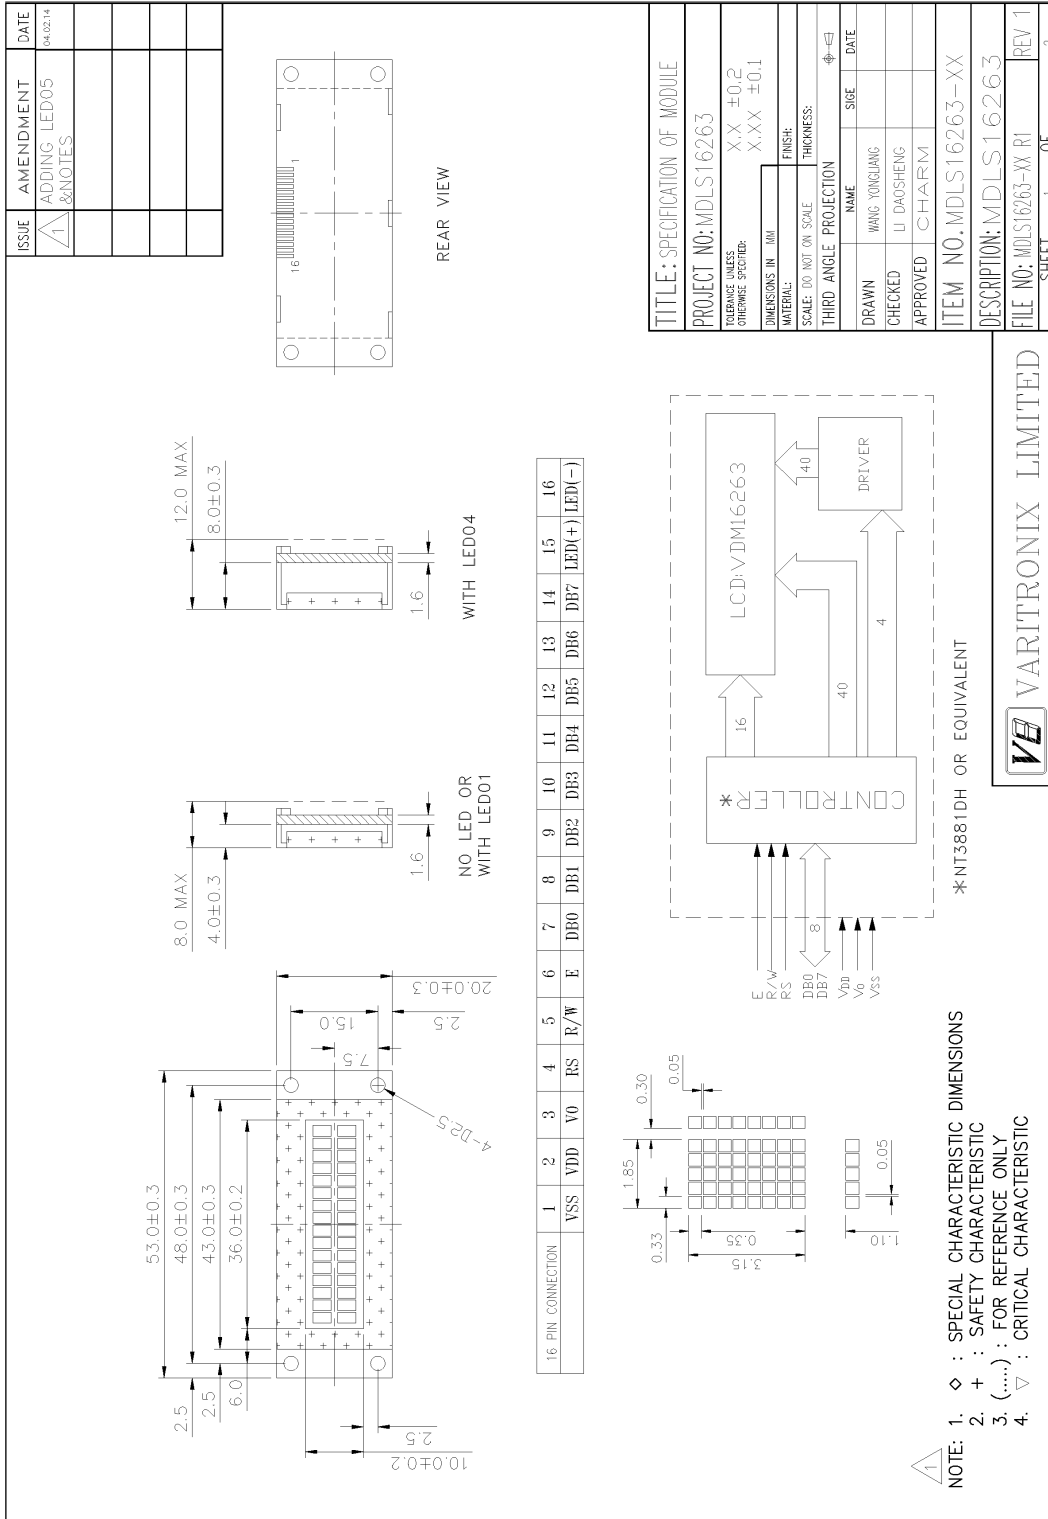 ISSUE AMENDMENT DATE
1 ADDING LED05 04.02.14
&NOTES
53.0±0.3
48.0±0.3
43.0±0.3
36.0±0.2
2.5
2.5
6.0
2.5
10.0±0.2
4-D2.5
7.5
15.0
2.5
20.0±0.3
8.0 MAX
4.0±0.3
1.6
NO LED OR
WITH LED01
12.0 MAX
8.0±0.3
1.6
WITH LED04
16 1
REAR VIEW
16 PIN CONNECTION 1 2 3 4 5 6 7 8 9 10 11 12 13 14 15 16
VSS VDD V0 RS R/W E DB0 DB1 DB2 DB3 DB4 DB5 DB6 DB7 LED(+) LED(-)
0.33
1.85
0.30
0.05
0.35
3.15
0.05
1.10
E
R/W
RS
DB0
DB7
8
VDD
V0
VSS
CONTROLLER *
16
40
4
40
LCD:VDM16263
DRIVER
*NT3881DH OR EQUIVALENT
1
NOTE: 1. ◇ : SPECIAL CHARACTERISTIC DIMENSIONS
2. + : SAFETY CHARACTERISTIC
3. (.....) : FOR REFERENCE ONLY
4. ▽ : CRITICAL CHARACTERISTIC
VARITRONIX LIMITED
TITLE: SPECIFICATION OF MODULE
PROJECT NO: MDLS16263
TOLERANCE UNLESS
OTHERWISE SPECIFIED:
X.X ±0.2
X.XX ±0.1
DIMENSIONS IN MM
MATERIAL: FINISH:
SCALE: DO NOT ON SCALE THICKNESS:
THIRD ANGLE PROJECTION
NAME SIGE DATE
DRAWN WANG YONGLIANG
CHECKED LI DAOSHENG
APPROVED CHARM
ITEM NO. MDLS16263-XX
DESCRIPTION: MDLS16263
FILE NO: MDLS16263-XX R1 REV 1
SHEET 1 OF